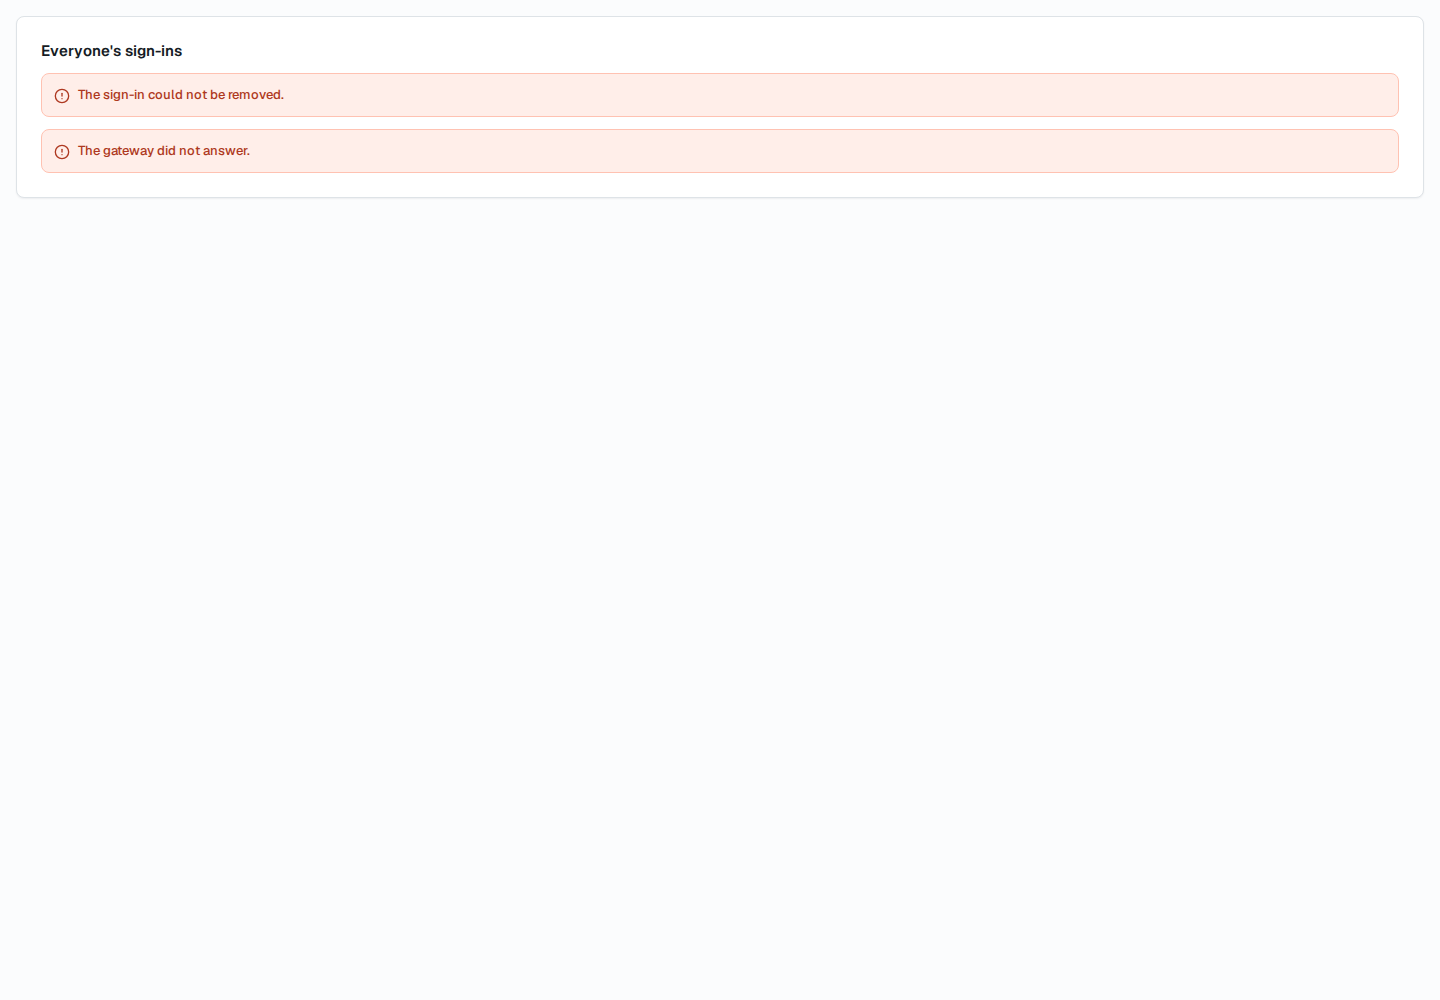 Everyone's sign-ins
The sign-in could not be removed.
The gateway did not answer.